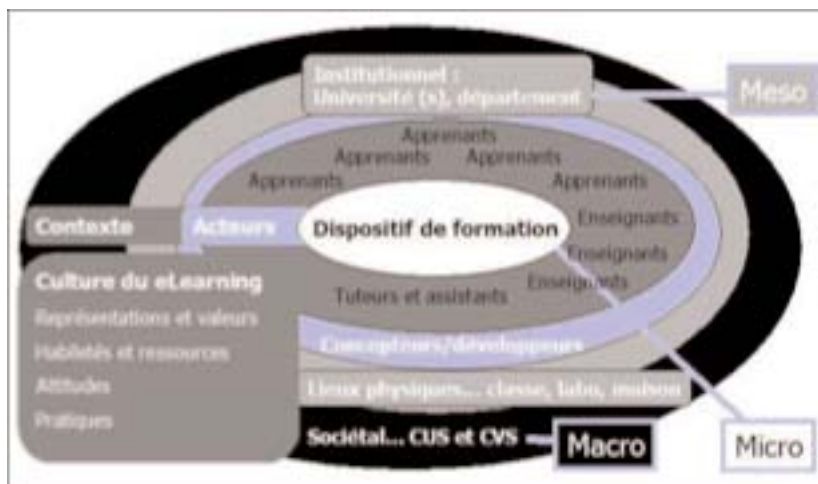 Institutionnel :
Université (s), département
Meso
Apprenants
Apprenants Apprenants
Apprenants Apprenants
Contexte Acteurs Dispositif de formation Enseignants
Enseignants
Culture du eLearning Enseignants
Tuteurs et assistants
Représentations et valeurs
Habiletés et ressources
Concepteurs/développeurs
Attitudes
Lieux physiques... classe, labo, maison
Pratiques
Sociétal... CUS et CVS
Macro
Micro